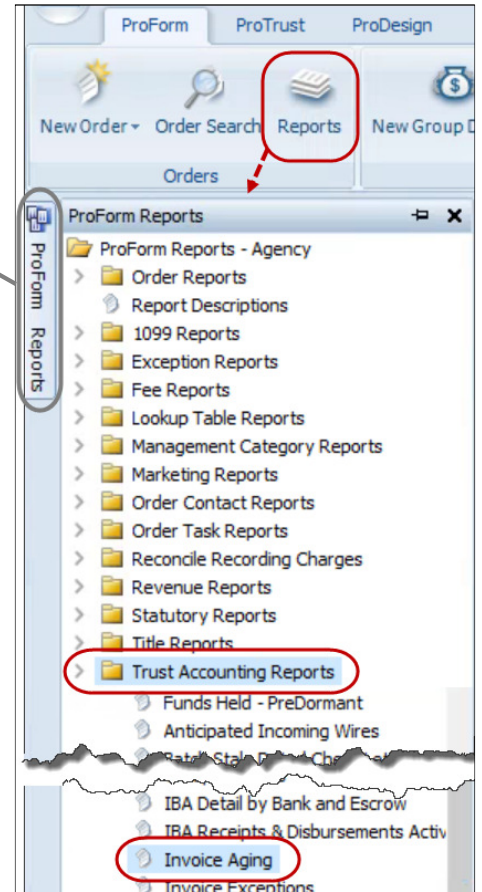 ProForm ProTrust ProDesign
New Order Order Search Reports New Group D
Orders
ProForm Reports
ProForm Reports
ProForm Reports - Agency
Order Reports
Report Descriptions
1099 Reports
Exception Reports
Fee Reports
Lookup Table Reports
Management Category Reports
Marketing Reports
Order Contact Reports
Order Task Reports
Reconcile Recording Charges
Revenue Reports
Statutory Reports
Title Reports
Trust Accounting Reports
Funds Held - PreDormant
Anticipated Incoming Wires
IBA Detail by Bank and Escrow
IBA Receipts & Disbursements Activ
Invoice Aging
Invoice Exceptions